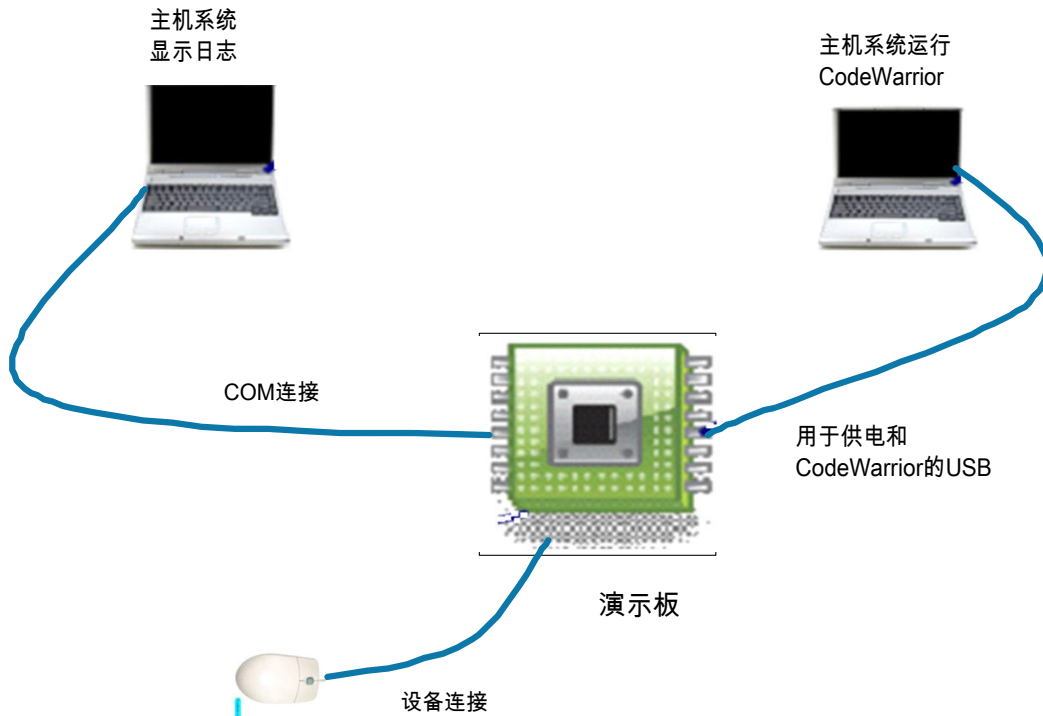 主机系统
显示日志
主机系统运行
CodeWarrior
COM连接
用于供电和
CodeWarrior的USB
演示板
设备连接